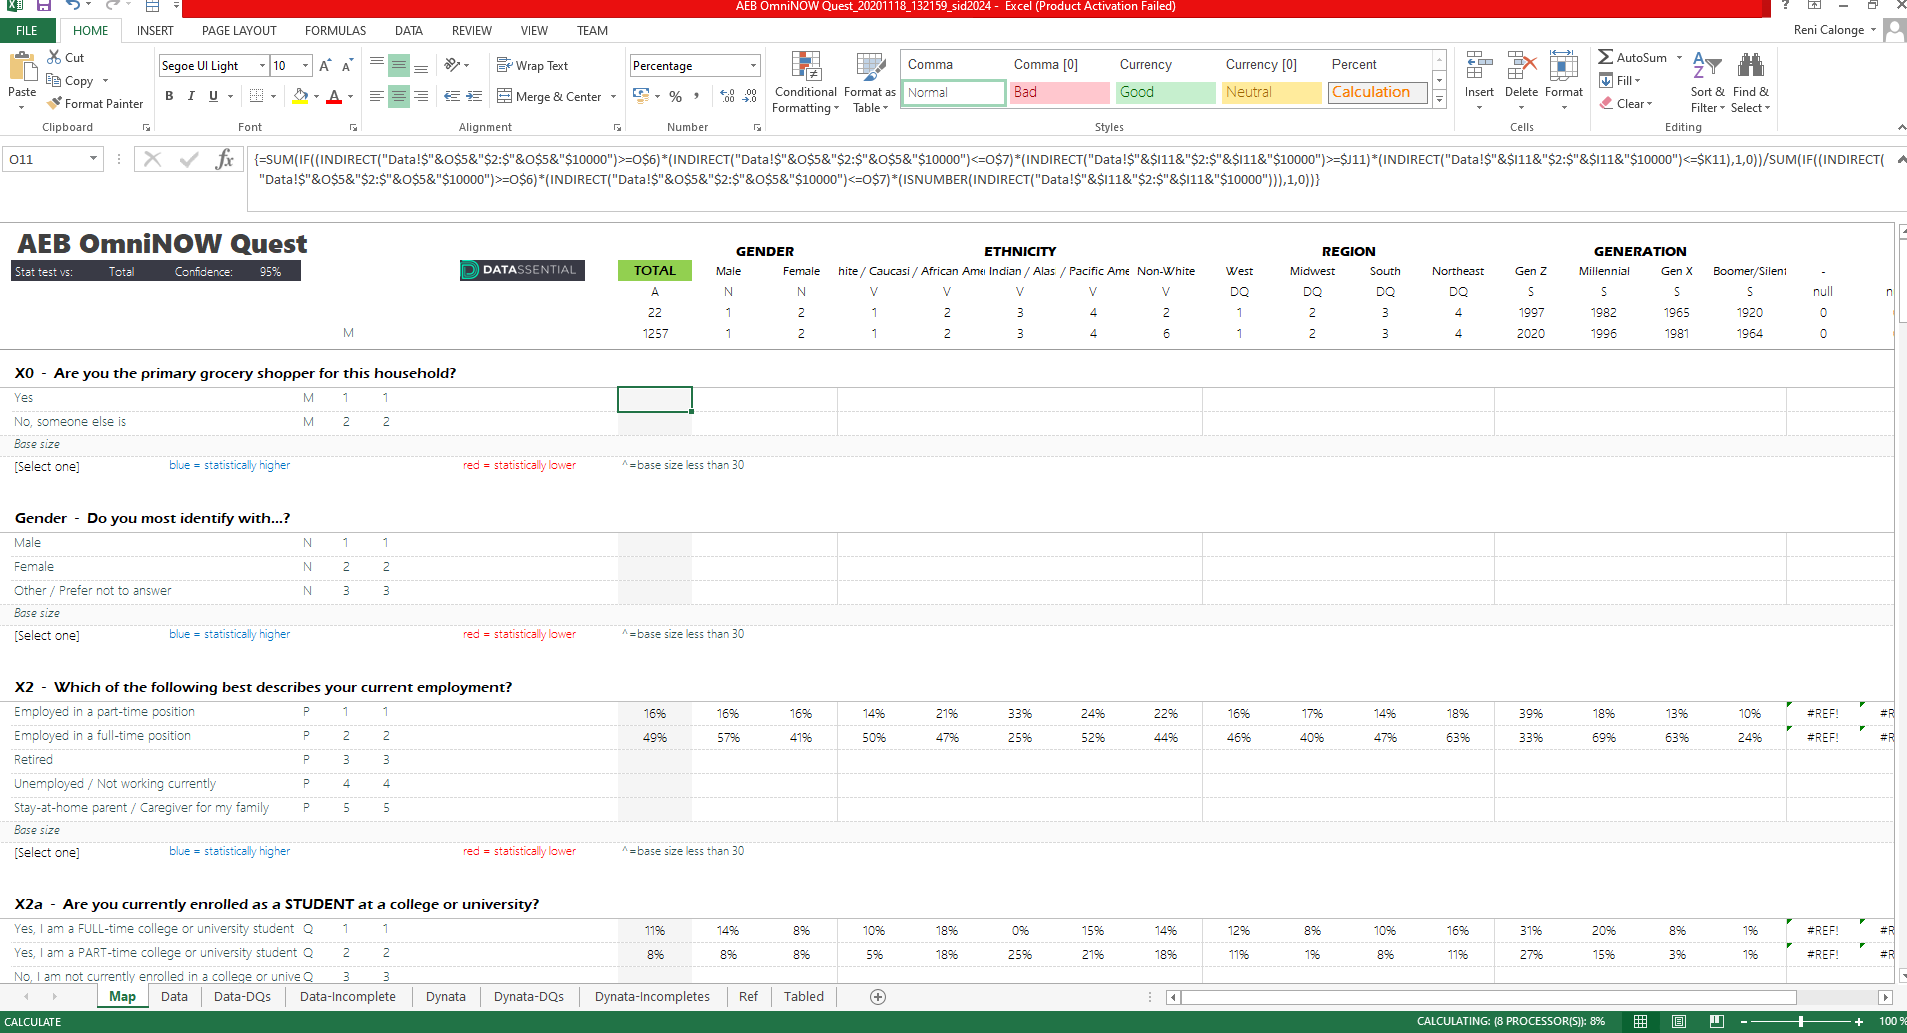 AEB OmniNOW Quest_20201118_132159_sid2024 - Excel (Product Activation Failed)
FILE HOME INSERT PAGE LAYOUT FORMULAS DATA REVIEW VIEW TEAM Reni Calonge
Cut
Copy
Format Painter
Paste
Clipboard
Segoe UI Light 10
B I U
Font
Wrap Text
Merge & Center
Alignment
Percentage
Number
Conditional Formatting
Format as Table
Comma Comma [0] Currency Currency [0] Percent
Normal Bad Good Neutral Calculation
Styles
Insert Delete Format
Cells
AutoSum
Fill
Clear
Sort & Filter
Find & Select
Editing
O11
{=SUM(IF((INDIRECT("Data!$"&O$5&"$2:$"&O$5&"$10000")>=O$6)*(INDIRECT("Data!$"&O$5&"$2:$"&O$5&"$10000")<=O$7)*(INDIRECT("Data!$"&$I11&"$2:$"&$I11&"$10000")>=$J11)*(INDIRECT("Data!$"&$I11&"$2:$"&$I11&"$10000")<=$K11),1,0))/SUM(IF((INDIRECT(
"Data!$"&O$5&"$2:$"&O$5&"$10000")>=O$6)*(INDIRECT("Data!$"&O$5&"$2:$"&O$5&"$10000")<=O$7)*(ISNUMBER(INDIRECT("Data!$"&$I11&"$2:$"&$I11&"$10000"))),1,0))}
AEB OmniNOW Quest
GENDER ETHNICITY REGION GENERATION
Stat test vs: Total Confidence: 95% DATASSENTIAL TOTAL Male Female hite / Caucasi / African Ame Indian / Alas / Pacific Ame Non-White West Midwest South Northeast Gen Z Millennial Gen X Boomer/Silent -
A N N V V V V V DQ DQ DQ DQ S S S S null n
22 1 2 1 2 3 4 2 1 2 3 4 1997 1982 1965 1920 0
M 1257 1 2 1 2 3 4 6 1 2 3 4 2020 1996 1981 1964 0
X0 - Are you the primary grocery shopper for this household?
Yes M 1 1
No, someone else is M 2 2
Base size
[Select one] blue = statistically higher red = statistically lower ^=base size less than 30
Gender - Do you most identify with...?
Male N 1 1
Female N 2 2
Other / Prefer not to answer N 3 3
Base size
[Select one] blue = statistically higher red = statistically lower ^=base size less than 30
X2 - Which of the following best describes your current employment?
Employed in a part-time position P 1 1 16% 16% 16% 14% 21% 33% 24% 22% 16% 17% 14% 18% 39% 18% 13% 10% #REF! #R
Employed in a full-time position P 2 2 49% 57% 41% 50% 47% 25% 52% 44% 46% 40% 47% 63% 33% 69% 63% 24% #REF! #R
Retired P 3 3
Unemployed / Not working currently P 4 4
Stay-at-home parent / Caregiver for my family P 5 5
Base size
[Select one] blue = statistically higher red = statistically lower ^=base size less than 30
X2a - Are you currently enrolled as a STUDENT at a college or university?
Yes, I am a FULL-time college or university student Q 1 1 11% 14% 8% 10% 18% 0% 15% 14% 12% 8% 10% 16% 31% 20% 8% 1% #REF! #R
Yes, I am a PART-time college or university student Q 2 2 8% 8% 8% 5% 18% 25% 21% 18% 11% 1% 8% 11% 27% 15% 3% 1% #REF! #R
No, I am not currently enrolled in a college or unive Q 3 3
Map Data Data-DQs Data-Incomplete Dynata Dynata-DQs Dynata-Incompletes Ref Tabled
CALCULATE CALCULATING: (8 PROCESSOR(S)): 8% 100%